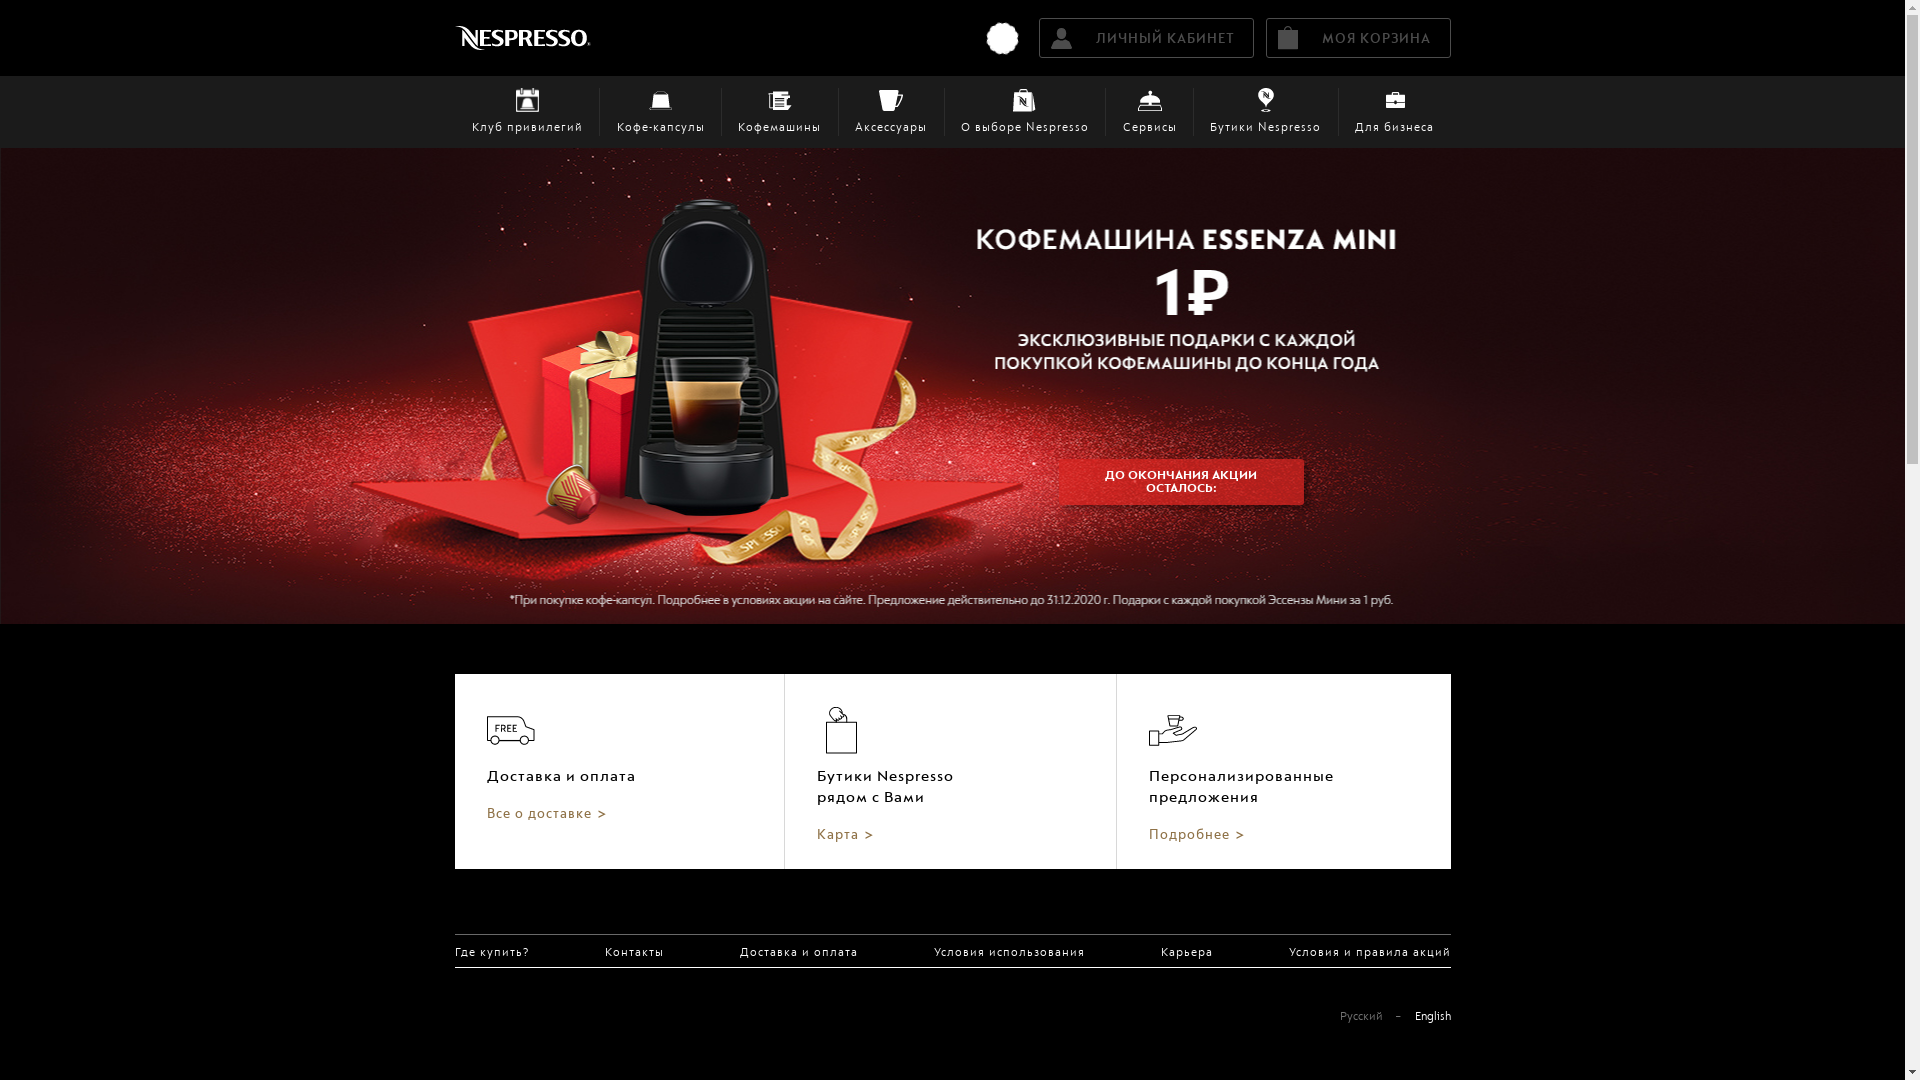 NESPRESSO
ЛИЧНЫЙ КАБИНЕТ
МОЯ КОРЗИНА
Клуб привилегий
Кофе-капсулы
Кофемашины
Аксессуары
О выборе Nespresso
Сервисы
Бутики Nespresso
Для бизнеса
КОФЕМАШИНА ESSENZA MINI
1₽
ЭКСКЛЮЗИВНЫЕ ПОДАРКИ С КАЖДОЙ
ПОКУПКОЙ КОФЕМАШИНЫ ДО КОНЦА ГОДА
ДО ОКОНЧАНИЯ АКЦИИ
ОСТАЛОСЬ:
*При покупке кофе-капсул. Подробнее в условиях акции на сайте. Предложение действительно до 31.12.2020 г. Подарки с каждой покупкой Эссензы Мини за 1 руб.
FREE
Доставка и оплата
Все о доставке >
Бутики Nespresso
рядом с Вами
Карта >
Персонализированные
предложения
Подробнее >
Где купить?
Контакты
Доставка и оплата
Условия использования
Карьера
Условия и правила акций
Русский – English